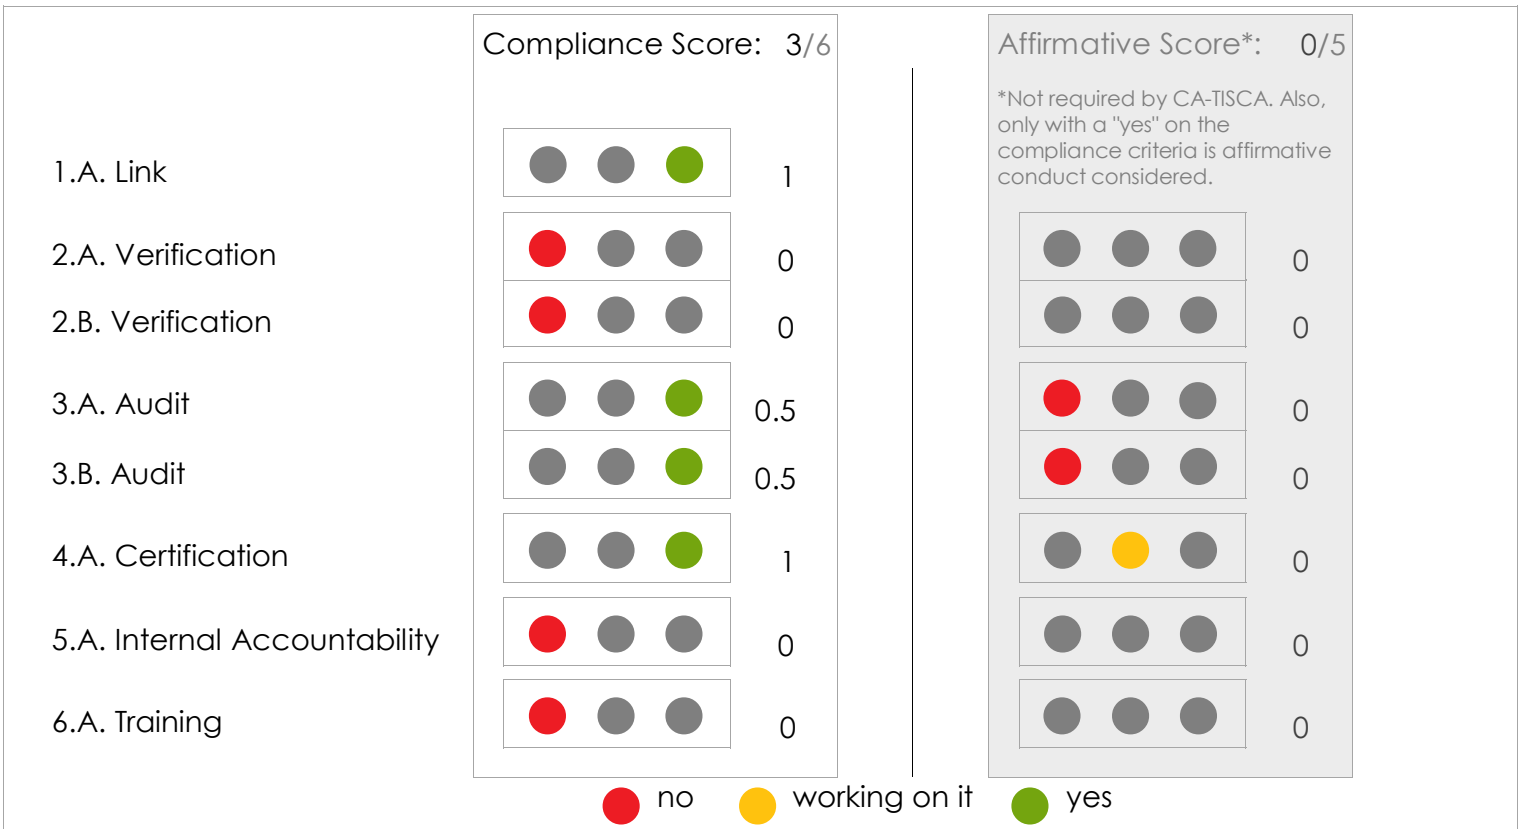 Compliance Score: 3/6
Affirmative Score*: 0/5
*Not required by CA-TISCA. Also,
only with a "yes" on the
compliance criteria is affirmative
conduct considered.
1.A. Link 1
2.A. Verification 0 0
2.B. Verification 0 0
3.A. Audit 0.5 0
3.B. Audit 0.5 0
4.A. Certification 1 0
5.A. Internal Accountability 0 0
6.A. Training 0 0
no working on it yes